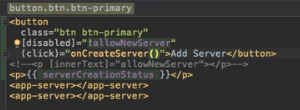 button.btn.btn-primary
<button
class="btn btn-primary"
[disabled]="!allowNewServer"
(click)="onCreateServer()">Add Server</button>
<!--<p [innerText]="allowNewServer"></p>-->
<p>{{ serverCreationStatus }}</p>
<app-server></app-server>
<app-server></app-server>